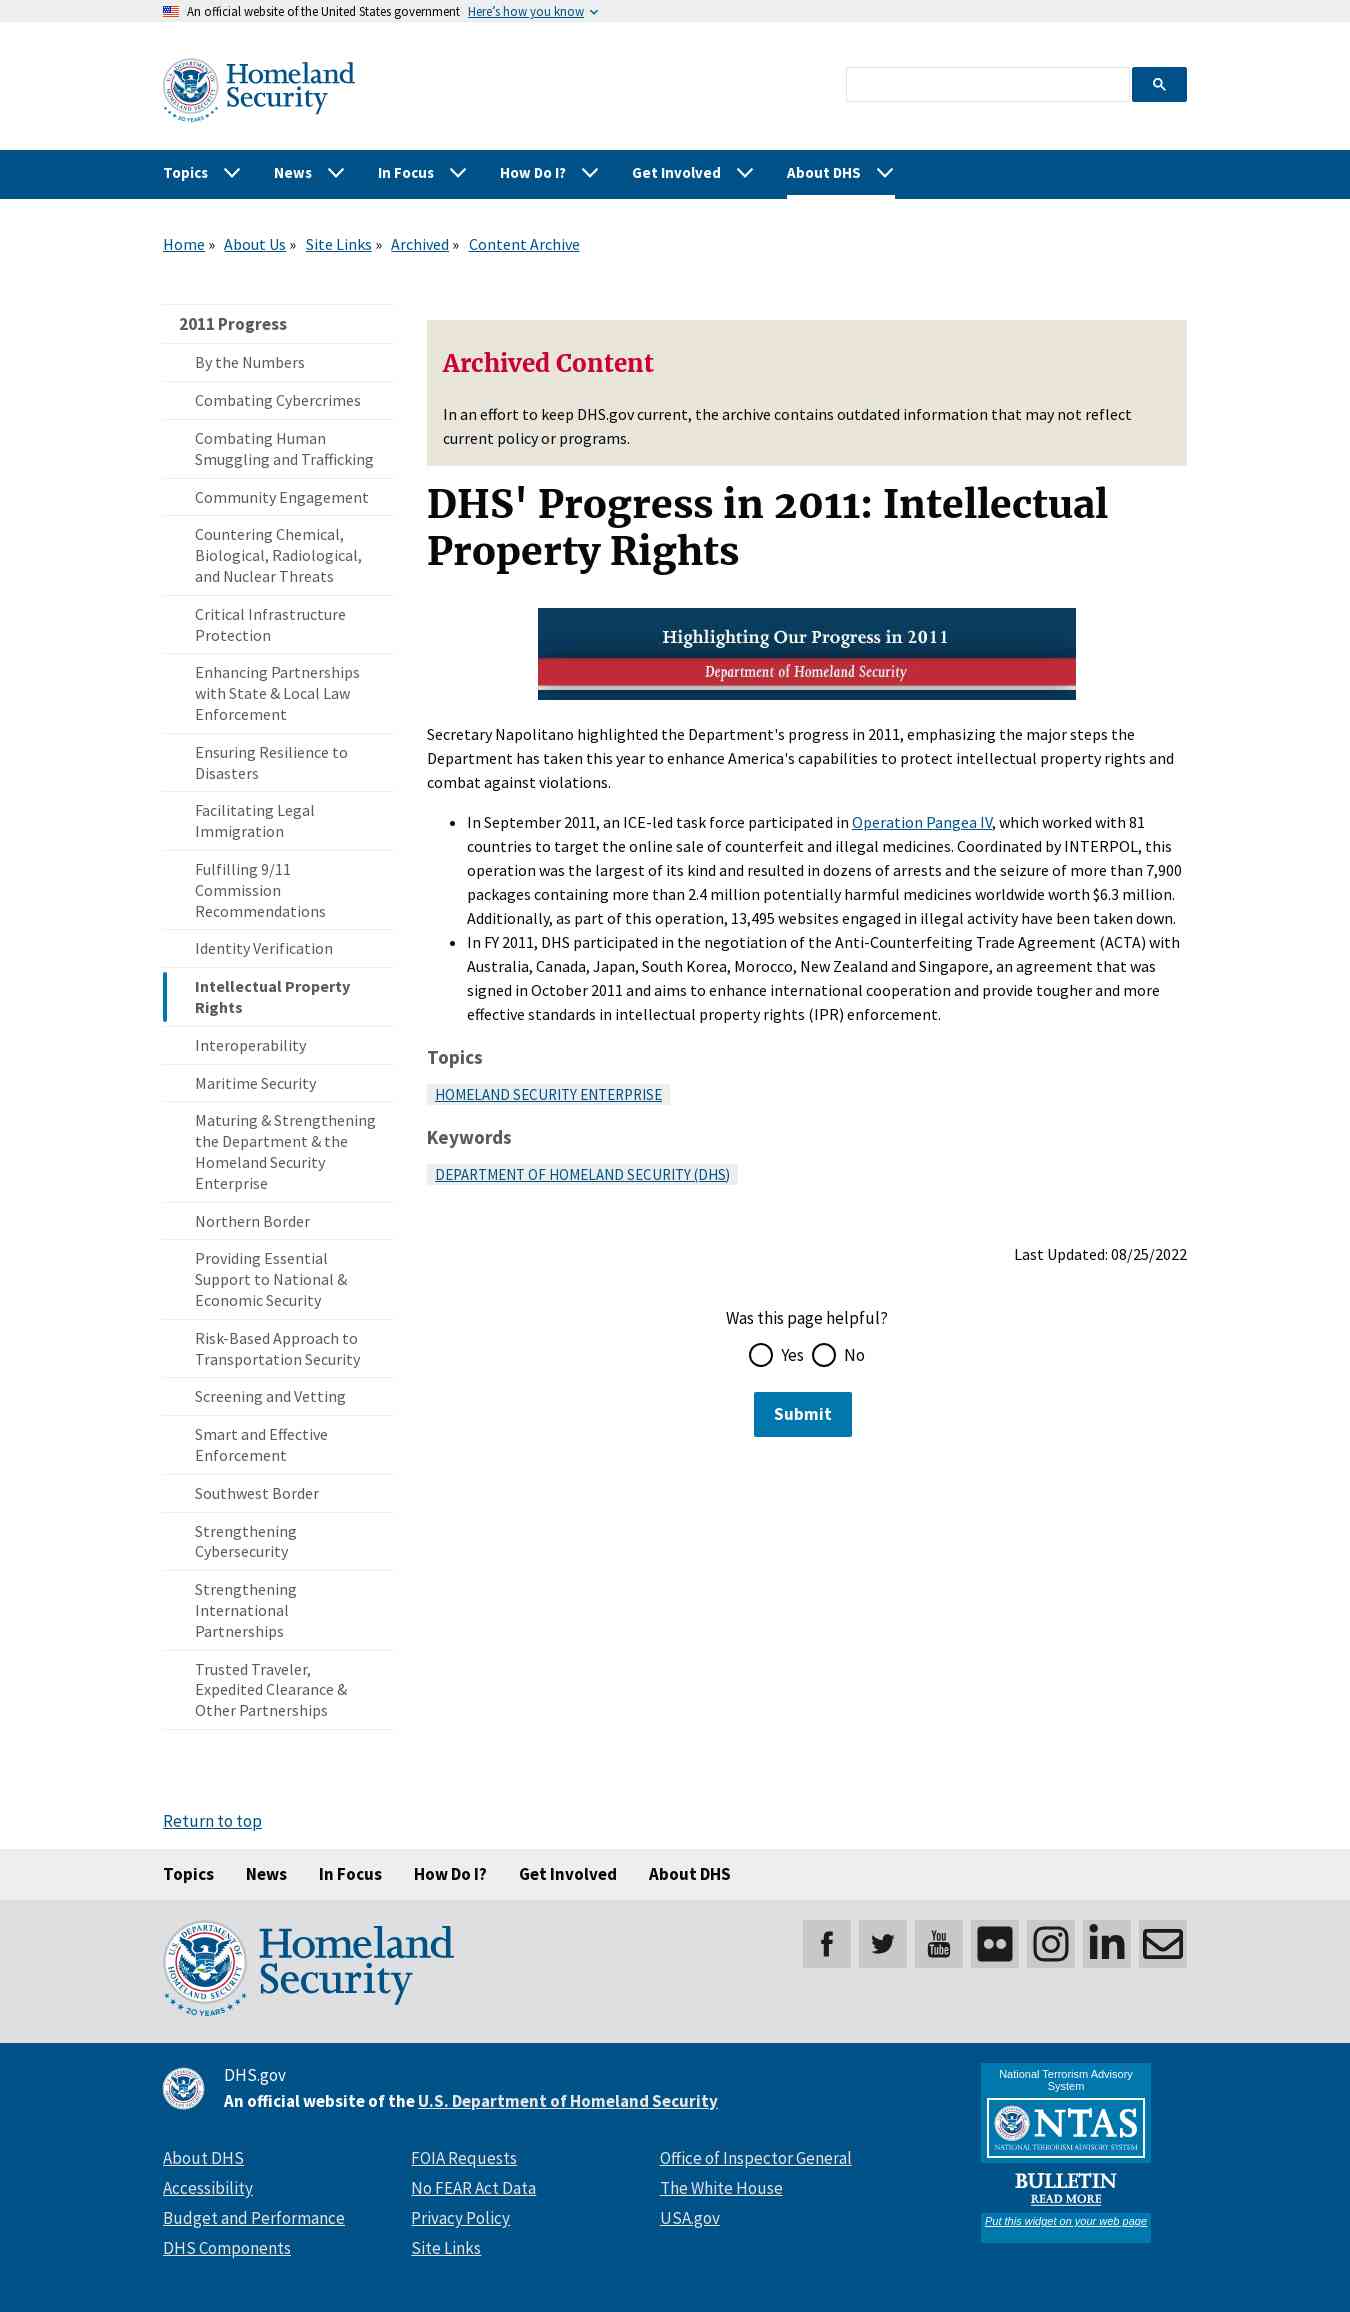 An official website of the United States government Here's how you know
Homeland
Security
20 YEARS
Topics News In Focus How Do I? Get Involved About DHS
Home » About Us » Site Links » Archived » Content Archive
2011 Progress
By the Numbers
Combating Cybercrimes
Combating Human
Smuggling and Trafficking
Community Engagement
Countering Chemical,
Biological, Radiological,
and Nuclear Threats
Critical Infrastructure
Protection
Enhancing Partnerships
with State & Local Law
Enforcement
Ensuring Resilience to
Disasters
Facilitating Legal
Immigration
Fulfilling 9/11
Commission
Recommendations
Identity Verification
Intellectual Property
Rights
Interoperability
Maritime Security
Maturing & Strengthening
the Department & the
Homeland Security
Enterprise
Northern Border
Providing Essential
Support to National &
Economic Security
Risk-Based Approach to
Transportation Security
Screening and Vetting
Smart and Effective
Enforcement
Southwest Border
Strengthening
Cybersecurity
Strengthening
International
Partnerships
Trusted Traveler,
Expedited Clearance &
Other Partnerships
Archived Content
In an effort to keep DHS.gov current, the archive contains outdated information that may not reflect
current policy or programs.
DHS' Progress in 2011: Intellectual
Property Rights
Highlighting Our Progress in 2011
Department of Homeland Security
Secretary Napolitano highlighted the Department's progress in 2011, emphasizing the major steps the
Department has taken this year to enhance America's capabilities to protect intellectual property rights and
combat against violations.
• In September 2011, an ICE-led task force participated in Operation Pangea IV, which worked with 81
countries to target the online sale of counterfeit and illegal medicines. Coordinated by INTERPOL, this
operation was the largest of its kind and resulted in dozens of arrests and the seizure of more than 7,900
packages containing more than 2.4 million potentially harmful medicines worldwide worth $6.3 million.
Additionally, as part of this operation, 13,495 websites engaged in illegal activity have been taken down.
• In FY 2011, DHS participated in the negotiation of the Anti-Counterfeiting Trade Agreement (ACTA) with
Australia, Canada, Japan, South Korea, Morocco, New Zealand and Singapore, an agreement that was
signed in October 2011 and aims to enhance international cooperation and provide tougher and more
effective standards in intellectual property rights (IPR) enforcement.
Topics
HOMELAND SECURITY ENTERPRISE
Keywords
DEPARTMENT OF HOMELAND SECURITY (DHS)
Last Updated: 08/25/2022
Was this page helpful?
Yes No
Submit
Return to top
Topics News In Focus How Do I? Get Involved About DHS
U.S. DEPARTMENT OF
HOMELAND SECURITY
20 YEARS
Homeland
Security
You
Tube
DHS.gov
An official website of the U.S. Department of Homeland Security
About DHS
Accessibility
Budget and Performance
DHS Components
FOIA Requests
No FEAR Act Data
Privacy Policy
Site Links
Office of Inspector General
The White House
USA.gov
National Terrorism Advisory
System
NTAS
NATIONAL TERRORISM ADVISORY SYSTEM
BULLETIN
READ MORE
Put this widget on your web page